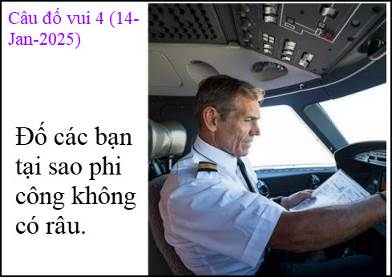 Câu đố vui 4 (14-
Jan-2025)
Đố các bạn
tại sao phi
công không
có râu.